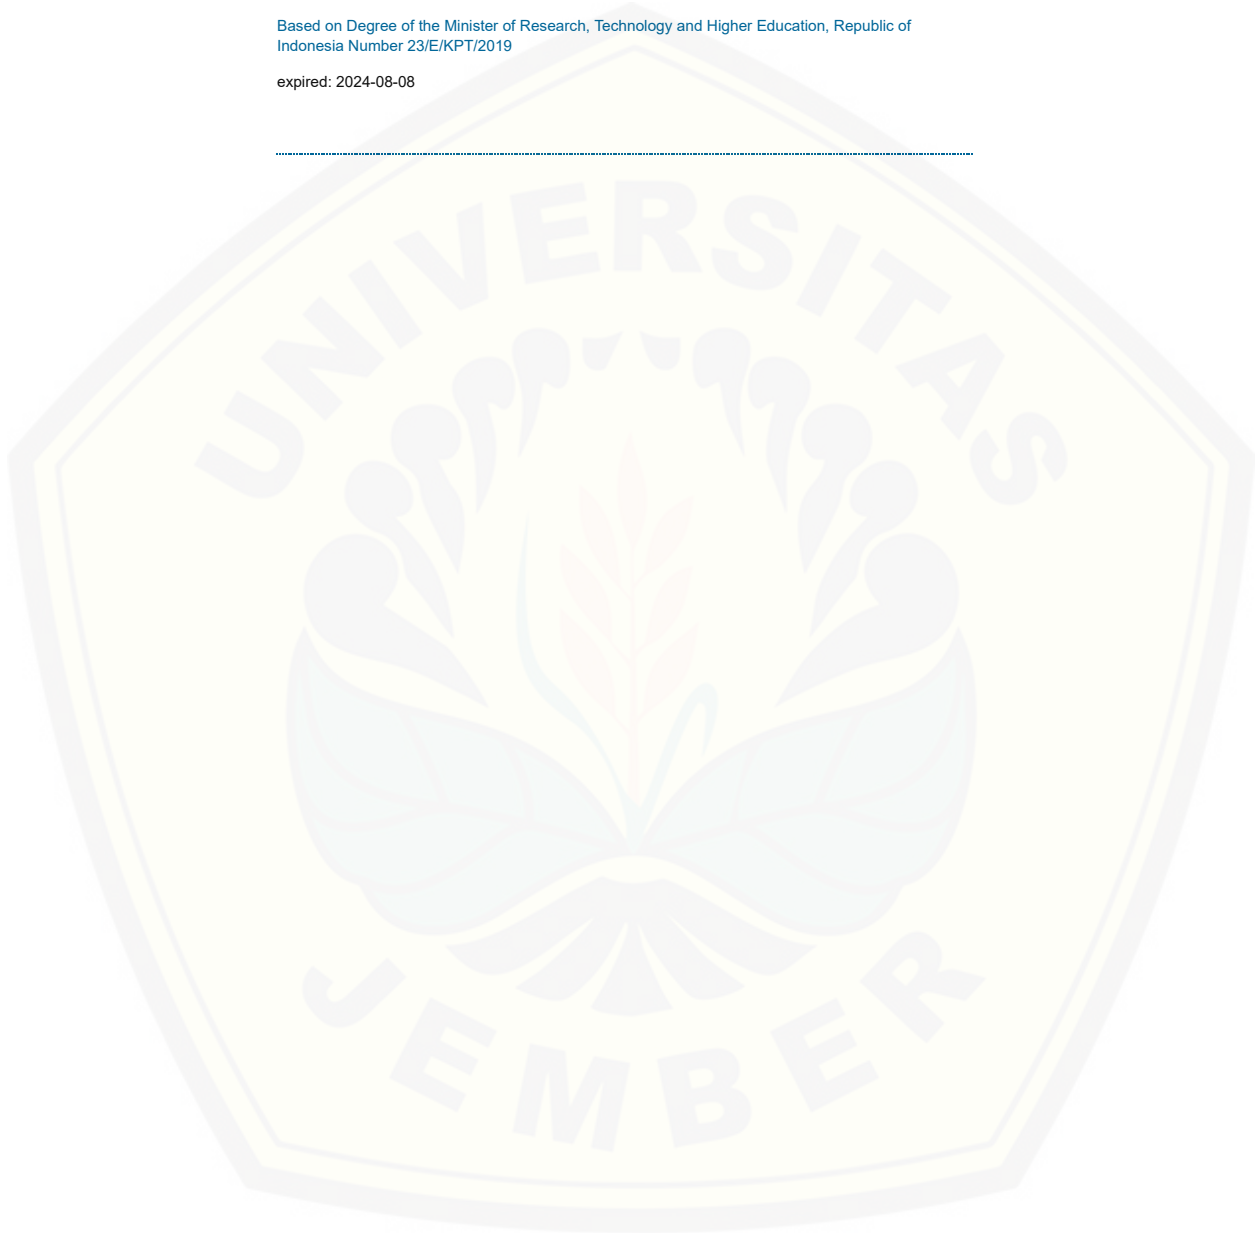 Based on Degree of the Minister of Research, Technology and Higher Education, Republic of
Indonesia Number 23/E/KPT/2019
expired: 2024-08-08
UNIVERSITAS
JEMBER